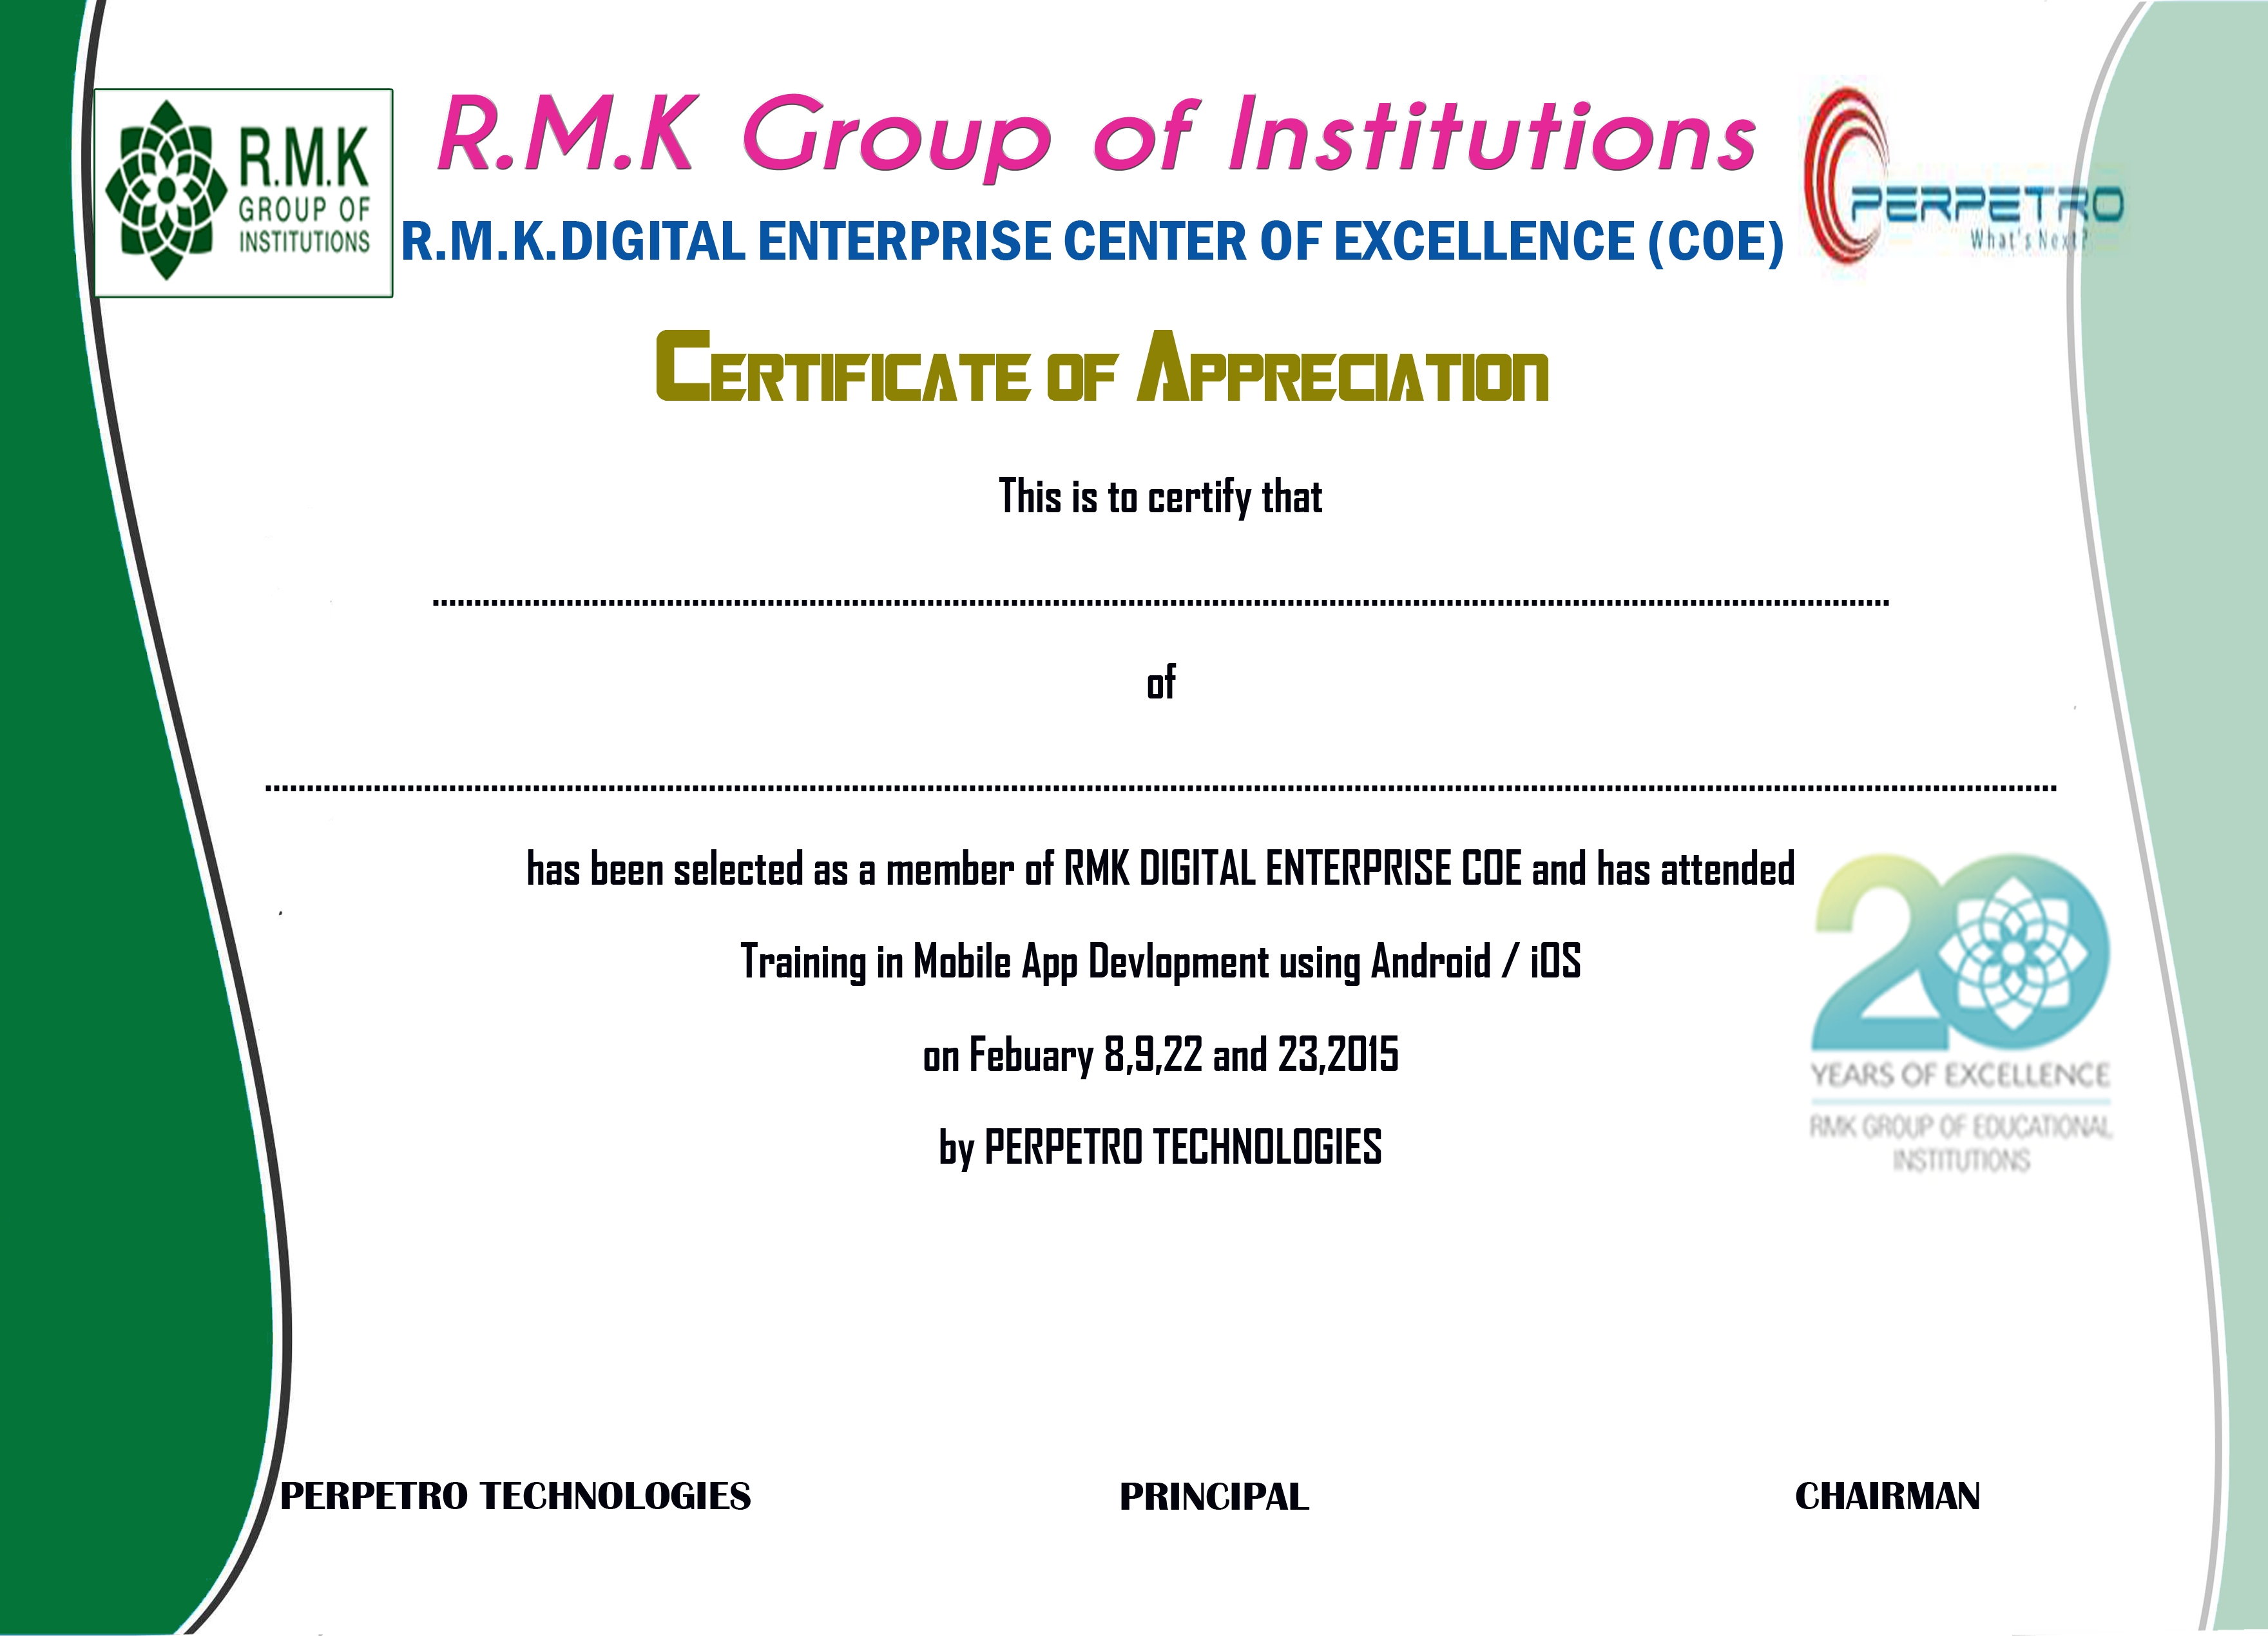 R.M.K
GROUP OF
INSTITUTIONS
R.M.K Group of Institutions
R.M.K.DIGITAL ENTERPRISE CENTER OF EXCELLENCE (COE)
PERPETRO
What's Next?
CERTIFICATE OF APPRECIATION
This is to certify that
of
has been selected as a member of RMK DIGITAL ENTERPRISE COE and has attended
Training in Mobile App Devlopment using Android / iOS
on Febuary 8,9,22 and 23,2015
by PERPETRO TECHNOLOGIES
20
YEARS OF EXCELLENCE
RMK GROUP OF EDUCATIONAL
INSTITUTIONS
PERPETRO TECHNOLOGIES PRINCIPAL CHAIRMAN